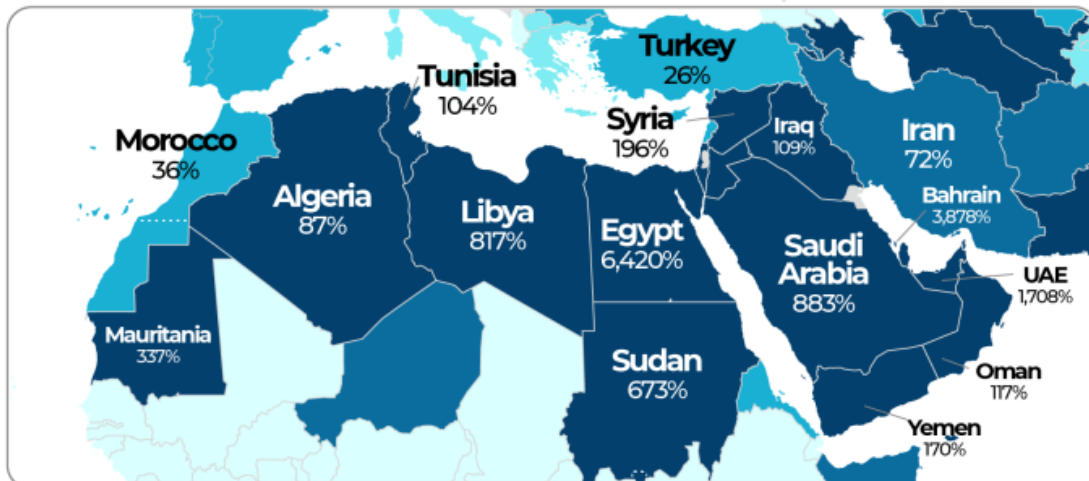 Turkey
26%
Tunisia
104%
Syria
196%
Iraq
109%
Iran
72%
Morocco
36%
Algeria
87%
Libya
817%
Egypt
6,420%
Bahrain
3,878%
Saudi
Arabia
883%
UAE
1,708%
Mauritania
337%
Sudan
673%
Oman
117%
Yemen
170%